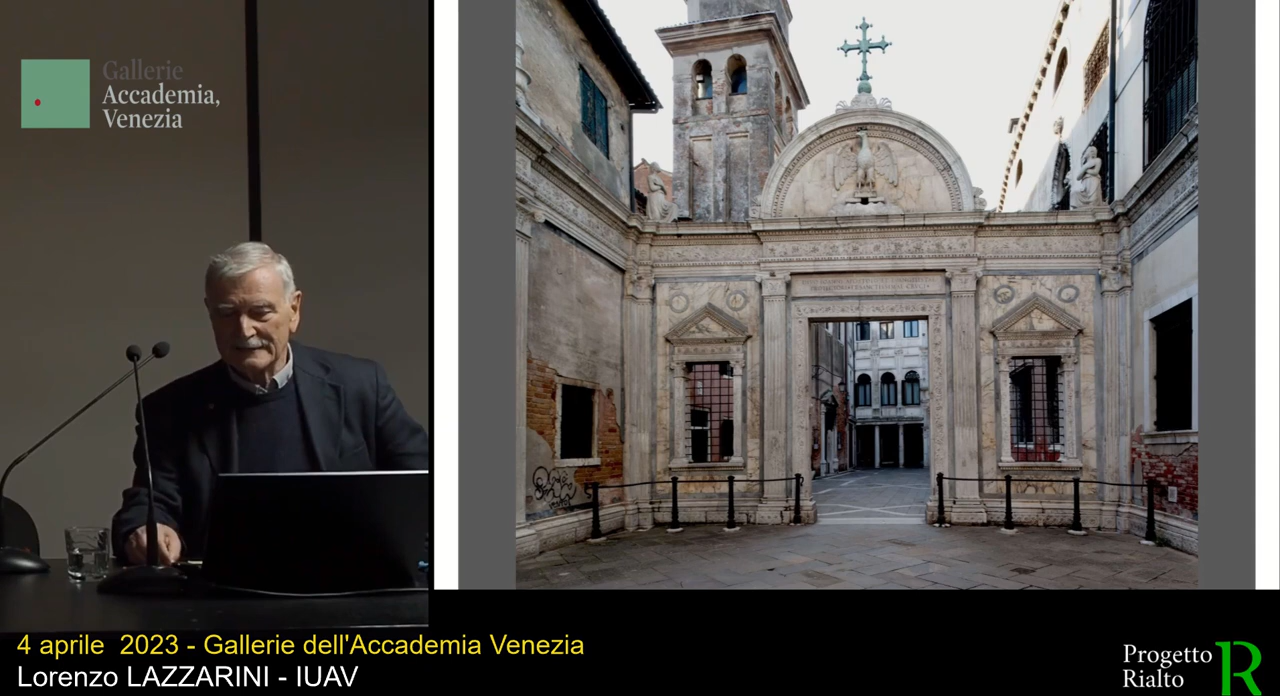 Gallerie
Accademia,
Venezia
4 aprile 2023 - Gallerie dell'Accademia Venezia
Lorenzo LAZZARINI - IUAV
Progetto
Rialto
R